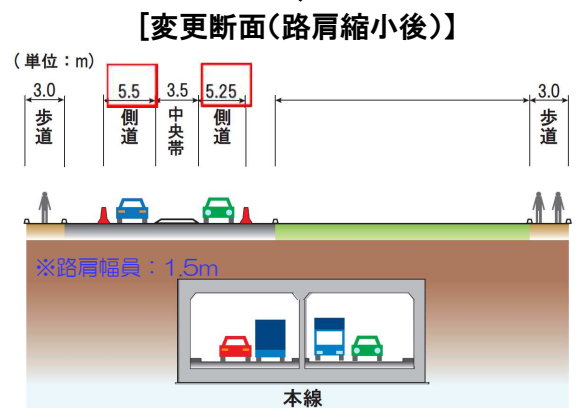 [変更断面(路肩縮小後)】
(単位:m)
3.0 5.5 3.5 5.25 3.0
歩道 側道 中央帯 側道 歩道
※路肩幅員:1.5m
本線